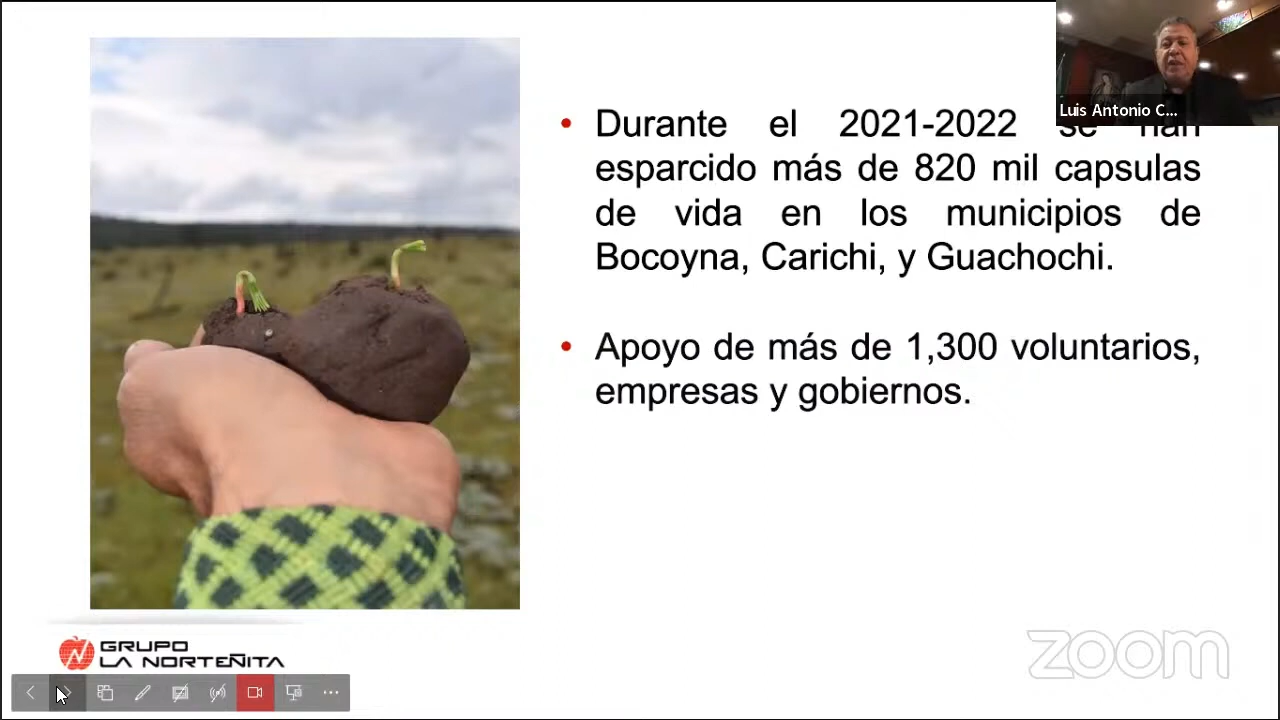 Luis Antonio C...
Durante el 2021-2022 se han
esparcido más de 820 mil capsulas
de vida en los municipios de
Bocoyna, Carichi, y Guachochi.
Apoyo de más de 1,300 voluntarios,
empresas y gobiernos.
GRUPO
LA NORTEÑITA
zoom